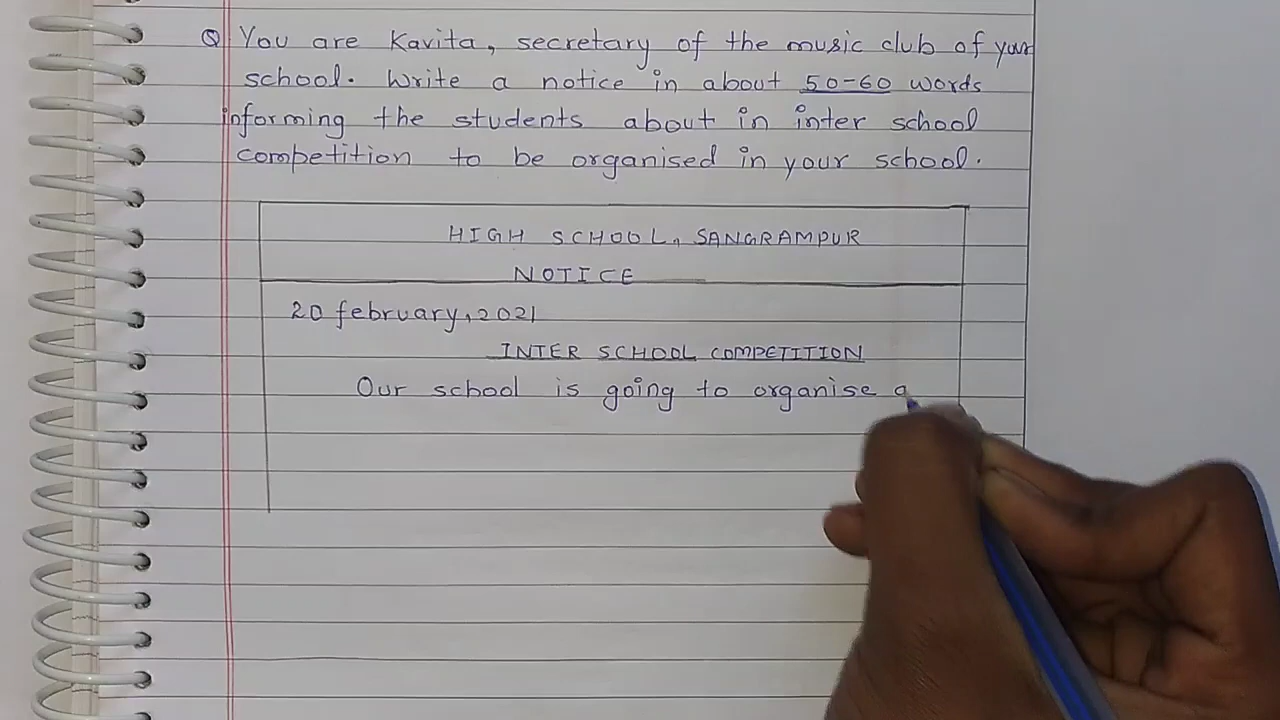 Q You are Kavita, secretary of the music club of your
school. Write a notice in about 50-60 words
informing the students about in inter school
competition to be organised in your school.
HIGH SCHOOL, SANGRAMPUR
NOTICE
20 february, 2021
INTER SCHOOL COMPETITION
Our school is going to organise a